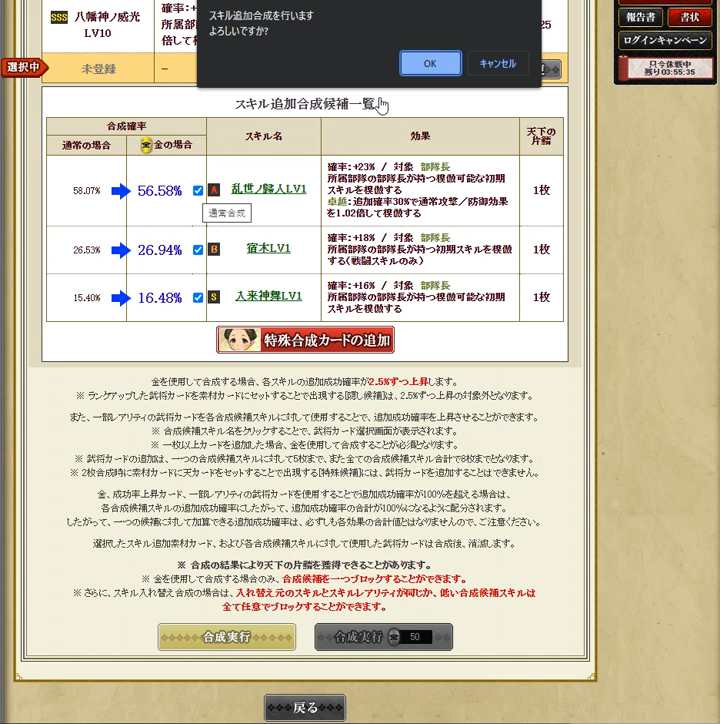 SSS 八幡神ノ威光
LV10
確率:+
所属部
倍して
25
選択中
未登録
－
スキル追加合成を行います
よろしいですか?
OK
キャンセル
報告書
書状
ログインキャンペーン
只今休戦中
残り03:55:35
スキル追加合成候補一覧
合成確率
スキル名
効果
天下の
片鱗
通常の場合
金の場合
58.07%
56.58%
A
乱世ノ歸人LV1
確率:+23% / 対象 部隊長
所属部隊の部隊長が持つ模倣可能な初期
スキルを模倣する
卓越:追加確率30%で通常攻撃/防御効果
を1.02倍して模倣する
1枚
通常合成
26.53%
26.94%
B
宿木LV1
確率:+18% / 対象 部隊長
所属部隊の部隊長が持つ初期スキルを模倣
する(戦闘スキルのみ)
1枚
15.40%
16.48%
S
入来神舞LV1
確率:+16% / 対象 部隊長
所属部隊の部隊長が持つ模倣可能な初期
スキルを模倣する
1枚
特殊合成カードの追加
金を使用して合成する場合、各スキルの追加成功確率が2.5%ずつ上昇します。
※ ランクアップした武将カードを素材カードにセットすることで出現する[隠し候補]は、2.5%ずつ上昇の対象外となります。
また、一部レアリティの武将カードを各合成候補スキルに対して使用することで、追加成功確率を上昇させることができます。
※ 合成候補スキル名をクリックすることで、武将カード選択画面が表示されます。
※ 一枚以上カードを追加した場合、金を使用して合成することが必須となります。
※ 武将カードの追加は、一つの合成候補スキルに対して5枚まで、また全ての合成候補スキル合計で8枚までとなります。
※ 2枚合成時に素材カードに天カードをセットすることで出現する[特殊候補]には、武将カードを追加することはできません。
金、成功率上昇カード、一部レアリティの武将カードを使用することで追加成功確率が100%を超える場合は、
各合成候補スキルの追加成功確率にしたがって、追加成功確率の合計が100%になるように配分されます。
したがって、一つの候補に対して加算できる追加成功確率は、必ずしも各効果の合計値とはなりませんので、ご注意ください。
選択したスキル追加素材カード、および各合成候補スキルに対して使用した武将カードは合成後、消滅します。
※ 合成の結果により天下の片鱗を獲得できることがあります。
※ 金を使用して合成する場合のみ、合成候補を一つブロックすることができます。
※ さらに、スキル入れ替え合成の場合は、入れ替え元のスキルとスキルレアリティが同じか、低い合成候補スキルは
全て任意でブロックすることができます。
合成実行
合成実行 50
戻る